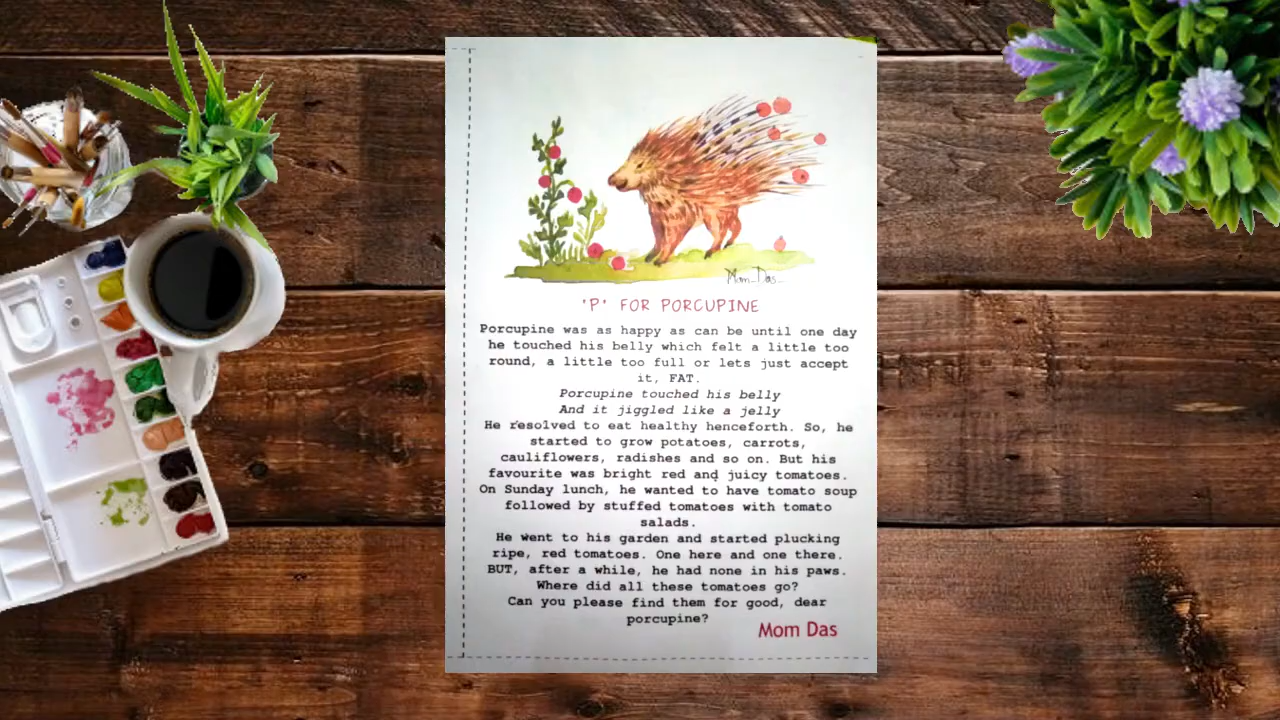 Mom Das
'P' FOR PORCUPINE
Porcupine was as happy as can be until one day
he touched his belly which felt a little too
round, a little too full or lets just accept
it, FAT.
Porcupine touched his belly
And it jiggled like a jelly
He resolved to eat healthy henceforth. So, he
started to grow potatoes, carrots,
cauliflowers, radishes and so on. But his
favourite was bright red and juicy tomatoes.
On Sunday lunch, he wanted to have tomato soup
followed by stuffed tomatoes with tomato
salads.
He went to his garden and started plucking
ripe, red tomatoes. One here and one there.
BUT, after a while, he had none in his paws.
Where did all these tomatoes go?
Can you please find them for good, dear
porcupine?
Mom Das